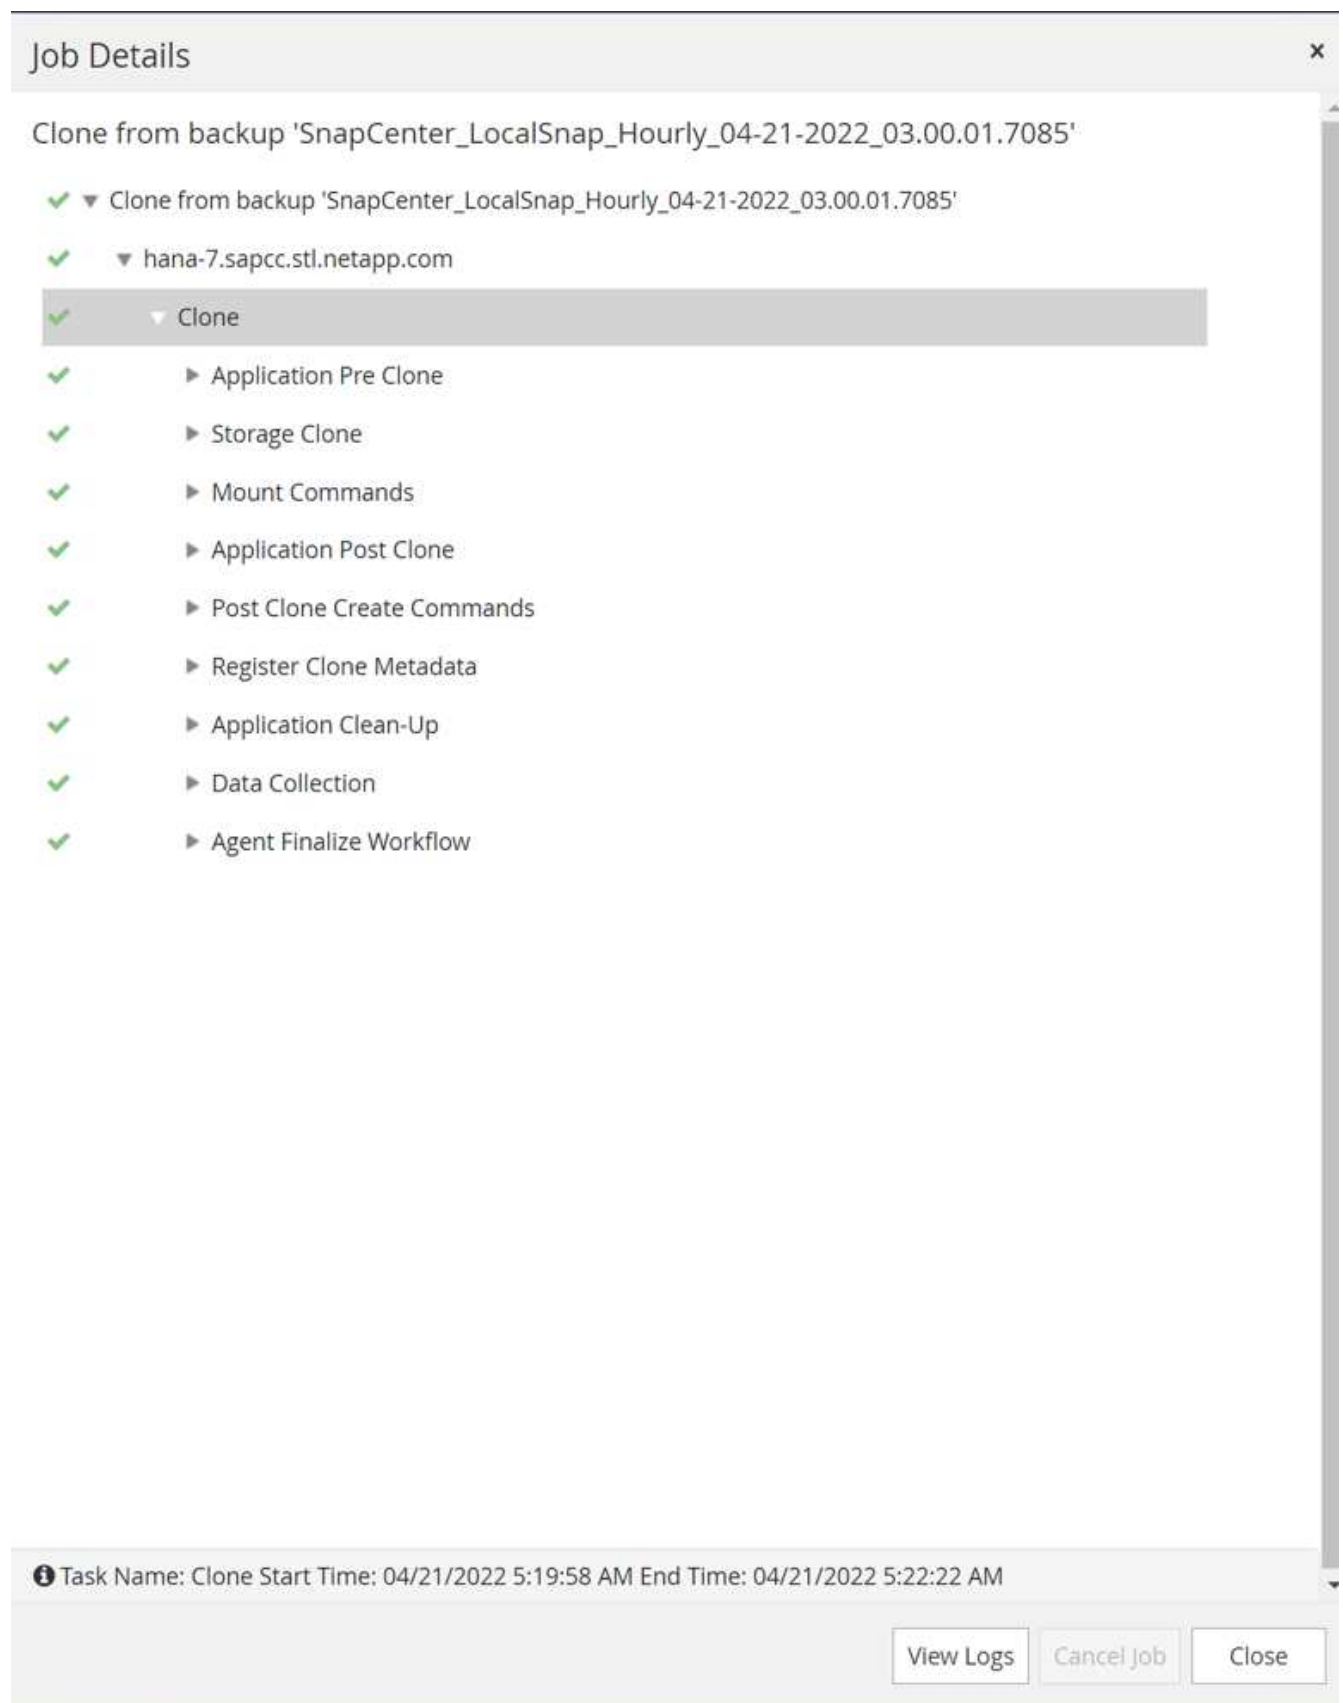 Job Details
x
Clone from backup 'SnapCenter_LocalSnap_Hourly_04-21-2022_03.00.01.7085'
Clone from backup 'SnapCenter_LocalSnap_Hourly_04-21-2022_03.00.01.7085'
hana-7.sapcc.stl.netapp.com
Clone
Application Pre Clone
Storage Clone
Mount Commands
Application Post Clone
Post Clone Create Commands
Register Clone Metadata
Application Clean-Up
Data Collection
Agent Finalize Workflow
Task Name: Clone Start Time: 04/21/2022 5:19:58 AM End Time: 04/21/2022 5:22:22 AM
View Logs Cancel Job Close